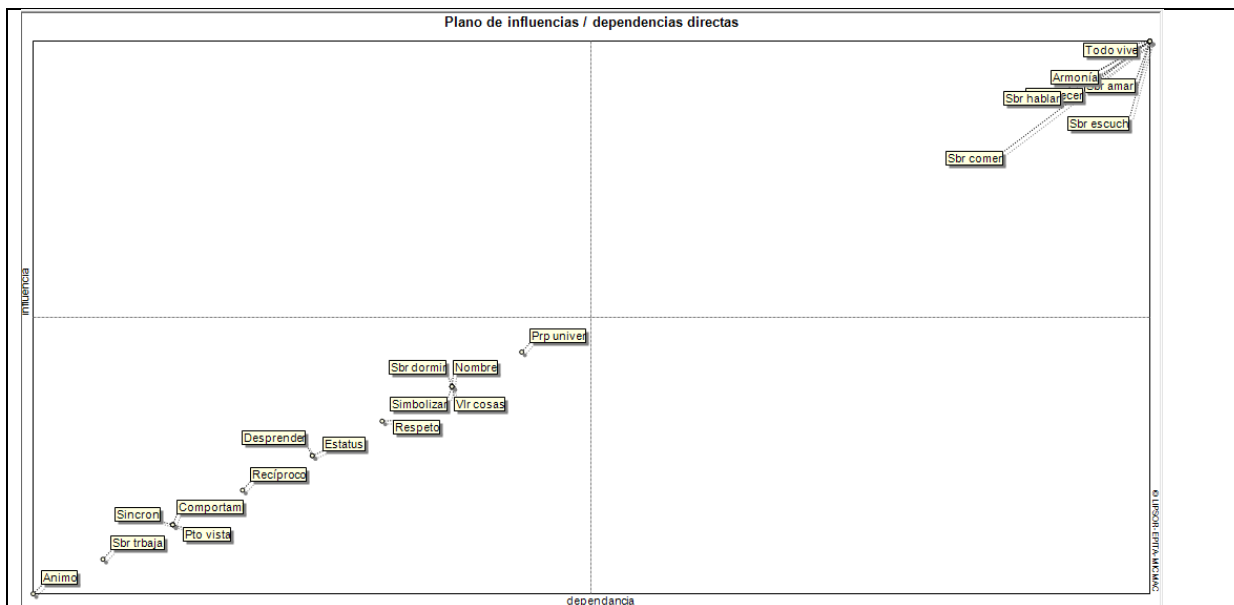 Plano de influencias / dependencias directas
Todo vive
Armonía
Sbr amar
Sbr hablar
ecer
Sbr escuch
Sbr comer
influencia
Prp univer
Sbr dormir
Nombre
Simbolizar
Vlr cosas
Respeto
Desprender
Estatus
Recíproco
Comportam
Sincron
Pto vista
Sbr trbaja
Animo
dependancia
© LIPSOR-EPITA-MICMAC